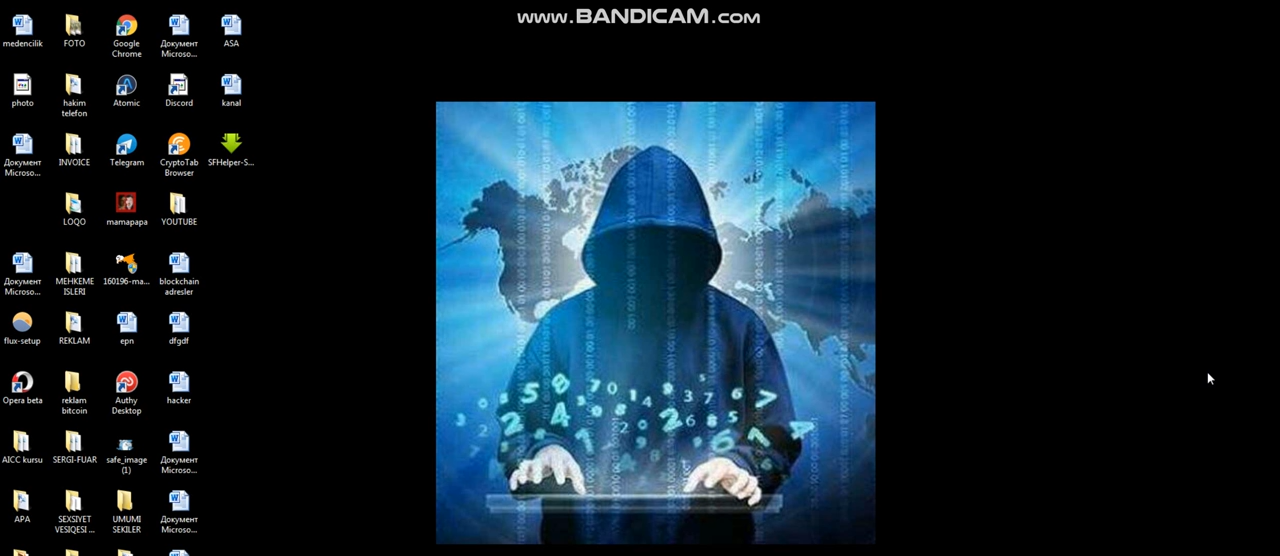 www.BANDICAM.com
medencilik
FOTO
Google
Chrome
Документ
Microso...
ASA
photo
hakim
telefon
Atomic
Discord
kanal
Документ
Microso...
INVOICE
Telegram
CryptoTab
Browser
SFHelper-S...
LOQO
mamapapa
YOUTUBE
Документ
Microso...
MEHKEME
ISLERI
160196-ma...
blockchain
adresler
flux-setup
REKLAM
epn
dfgdf
Opera beta
reklam
bitcoin
Authy
Desktop
hacker
AICC kursu
SERGI-FUAR
safe_image
(1)
Документ
Microso...
APA
SEXSIYET
VESIQESI ...
UMUMI
SEKILER
Документ
Microso...